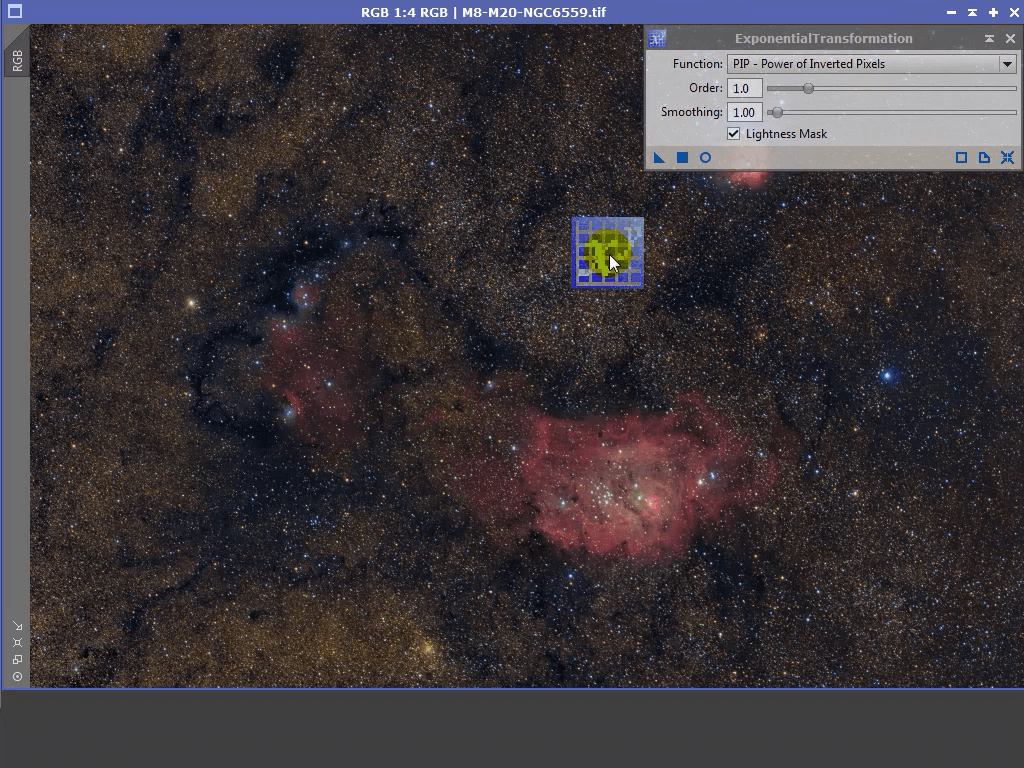 RGB 1:4 RGB | M8-M20-NGC6559.tif
RGB
ExponentialTransformation
Function: PIP - Power of Inverted Pixels
Order: 1.0
Smoothing: 1.00
Lightness Mask